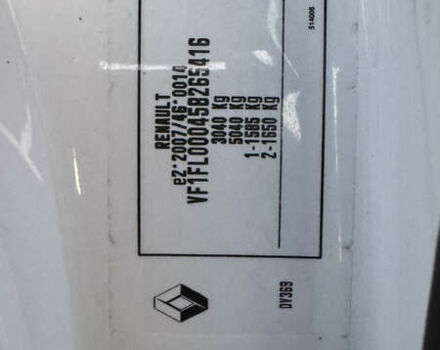 RENAULT
e2*2007/46*0014
VF1FL000458265416
3040 Kg
5040 Kg
1-1585 Kg
2-1650 Kg
DV369
514006